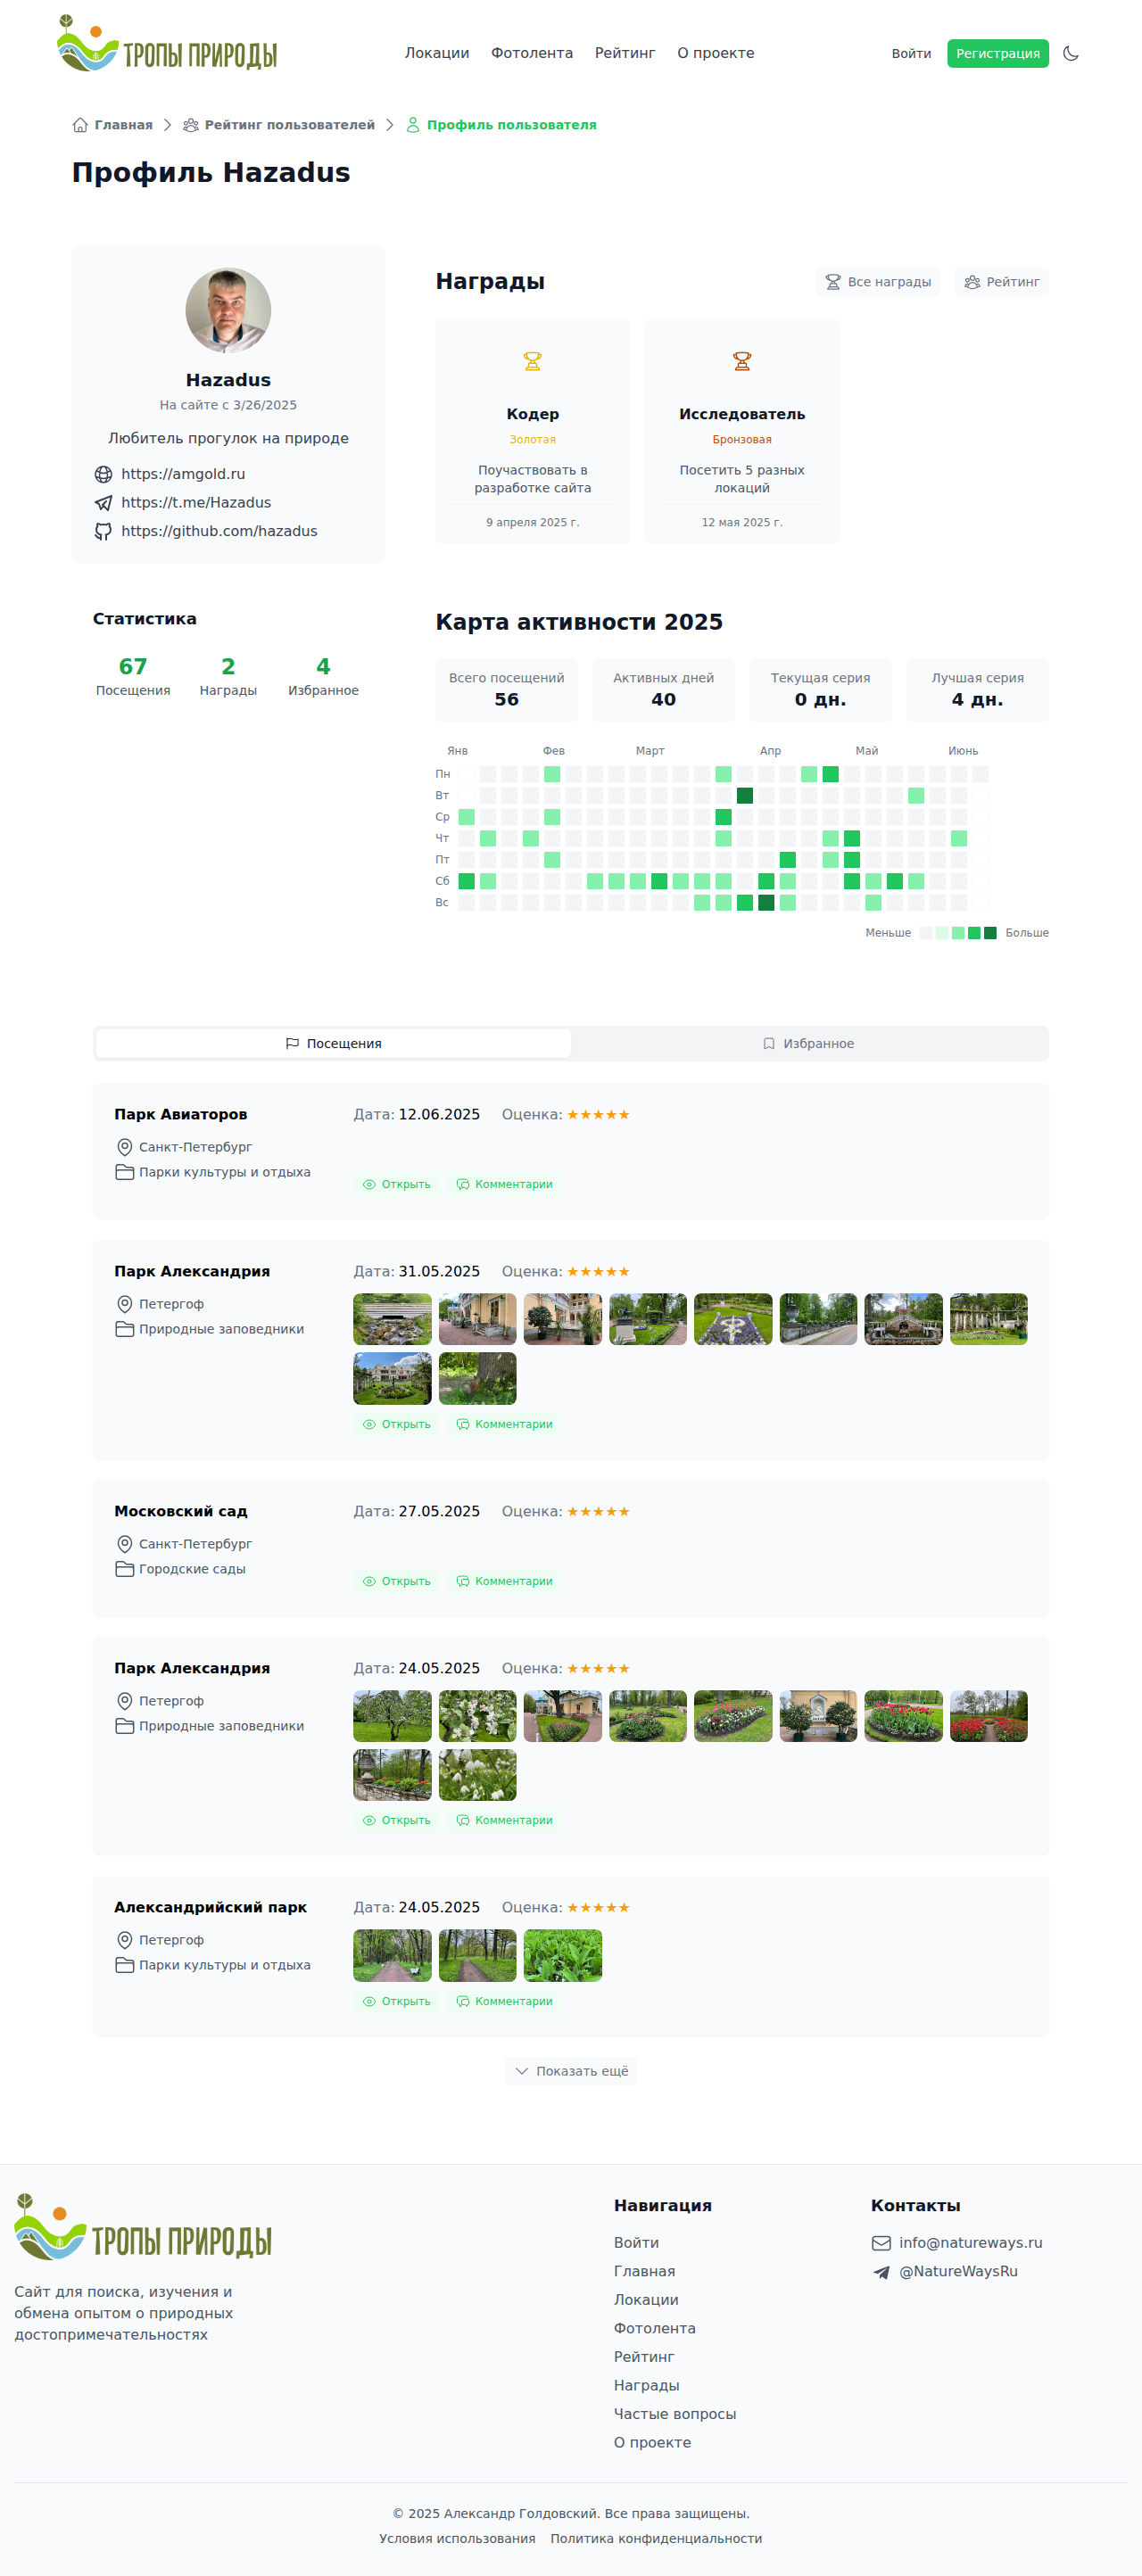 ТРОПЫ ПРИРОДЫ
Локации Фотолента Рейтинг О проекте
Войти Регистрация
Главная Рейтинг пользователей Профиль пользователя
Профиль Hazadus
Hazadus
На сайте с 3/26/2025
Любитель прогулок на природе
https://amgold.ru
https://t.me/Hazadus
https://github.com/hazadus
Награды
Все награды Рейтинг
Кодер
Золотая
Поучаствовать в
разработке сайта
9 апреля 2025 г.
Исследователь
Бронзовая
Посетить 5 разных
локаций
12 мая 2025 г.
Статистика
67 2 4
Посещения Награды Избранное
Карта активности 2025
Всего посещений Активных дней Текущая серия Лучшая серия
56 40 0 дн. 4 дн.
Янв Фев Март Апр Май Июнь
Пн
Вт
Ср
Чт
Пт
Сб
Вс
Меньше Больше
Посещения Избранное
Парк Авиаторов
Санкт-Петербург
Парки культуры и отдыха
Дата: 12.06.2025 Оценка: ★★★★★
Открыть Комментарии
Парк Александрия
Петергоф
Природные заповедники
Дата: 31.05.2025 Оценка: ★★★★★
Открыть Комментарии
Московский сад
Санкт-Петербург
Городские сады
Дата: 27.05.2025 Оценка: ★★★★★
Открыть Комментарии
Парк Александрия
Петергоф
Природные заповедники
Дата: 24.05.2025 Оценка: ★★★★★
Открыть Комментарии
Александрийский парк
Петергоф
Парки культуры и отдыха
Дата: 24.05.2025 Оценка: ★★★★★
Открыть Комментарии
Показать ещё
ТРОПЫ ПРИРОДЫ
Сайт для поиска, изучения и
обмена опытом о природных
достопримечательностях
Навигация
Войти
Главная
Локации
Фотолента
Рейтинг
Награды
Частые вопросы
О проекте
Контакты
info@natureways.ru
@NatureWaysRu
© 2025 Александр Голдовский. Все права защищены.
Условия использования Политика конфиденциальности